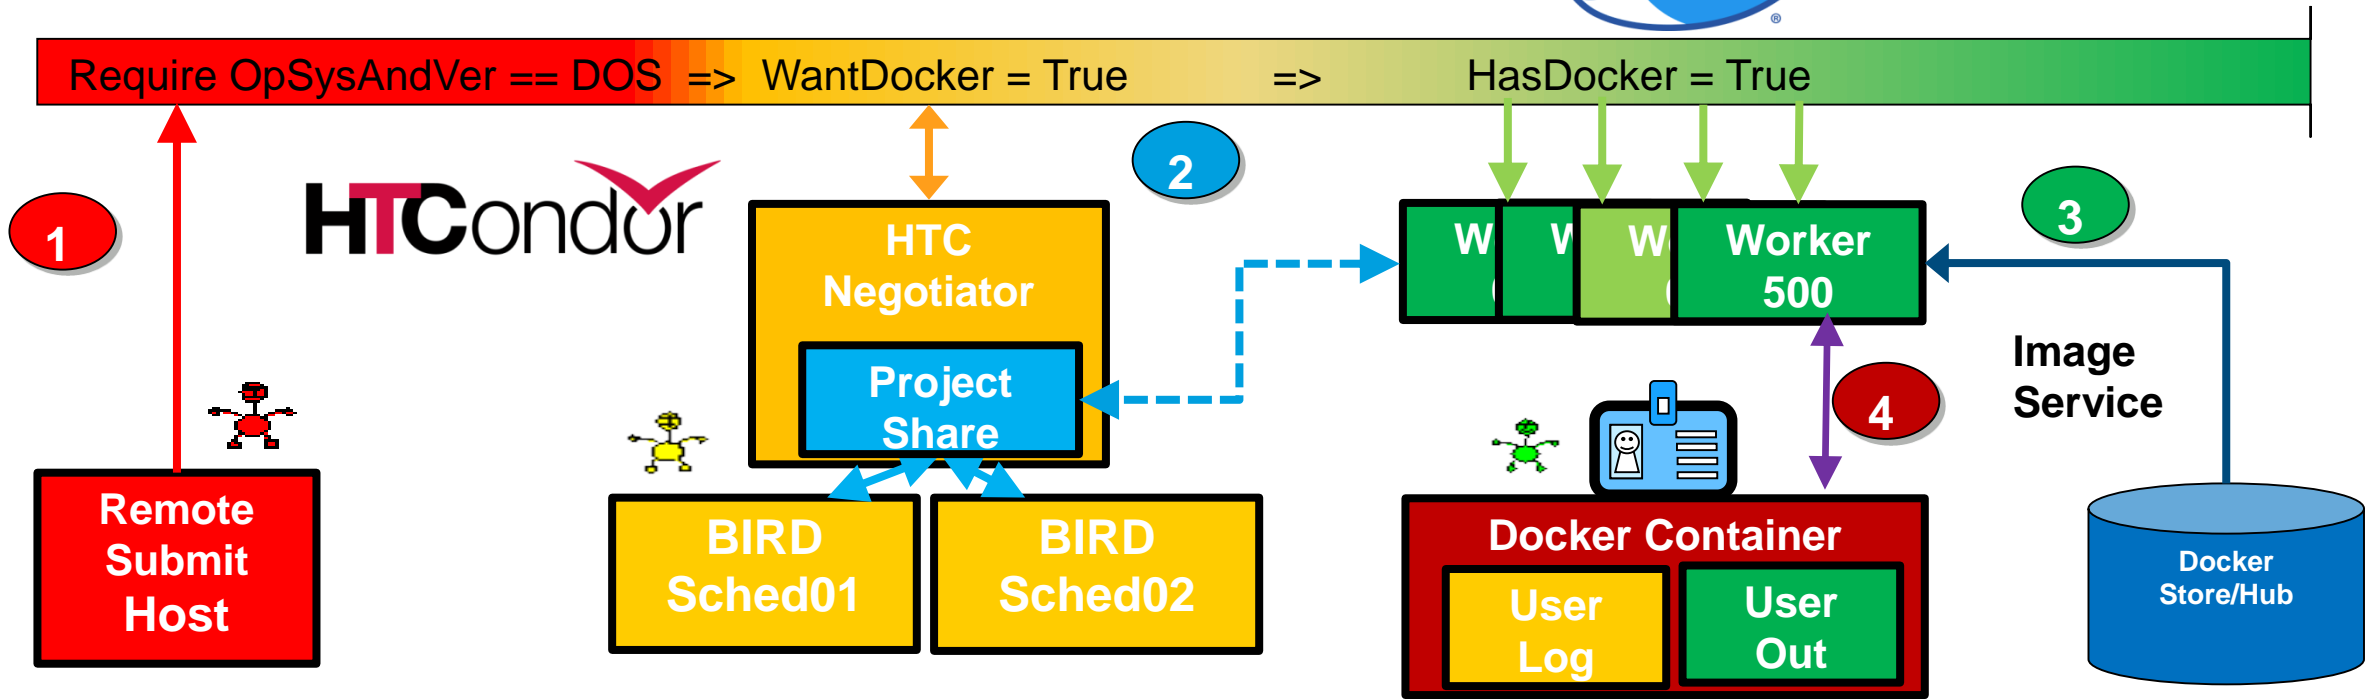 Require OpSysAndVer == DOS => WantDocker = True => HasDocker = True
®
1
HTCondor
2
3
HTC
Negotiator
W
W
W
Worker
500
Project
Share
Image
Service
4
Remote
Submit
Host
BIRD
Sched01
BIRD
Sched02
Docker Container
User
Log
User
Out
Docker
Store/Hub